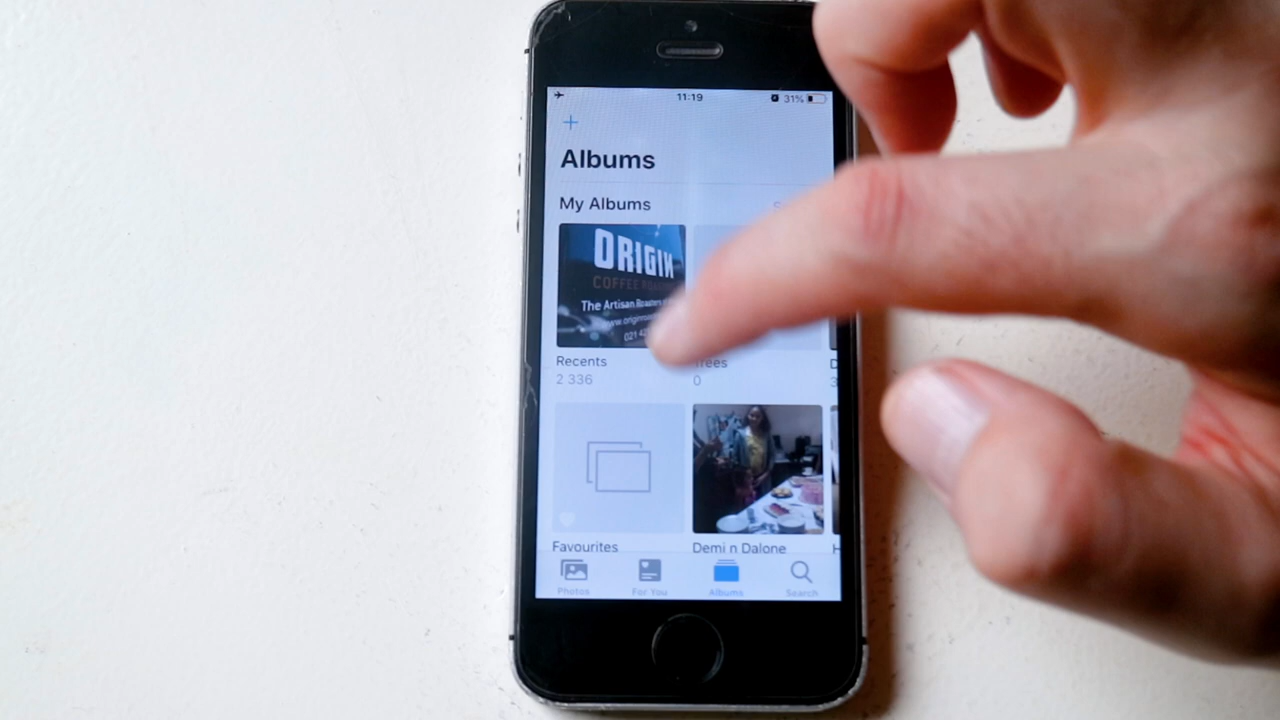 11:19
31%
Albums
My Albums
ORIGIN
COFFEE
The Artisan Roasters
021
Recents
2 336
0
Favourites
Demi n Dalone
Photos
For You
Albums
Search